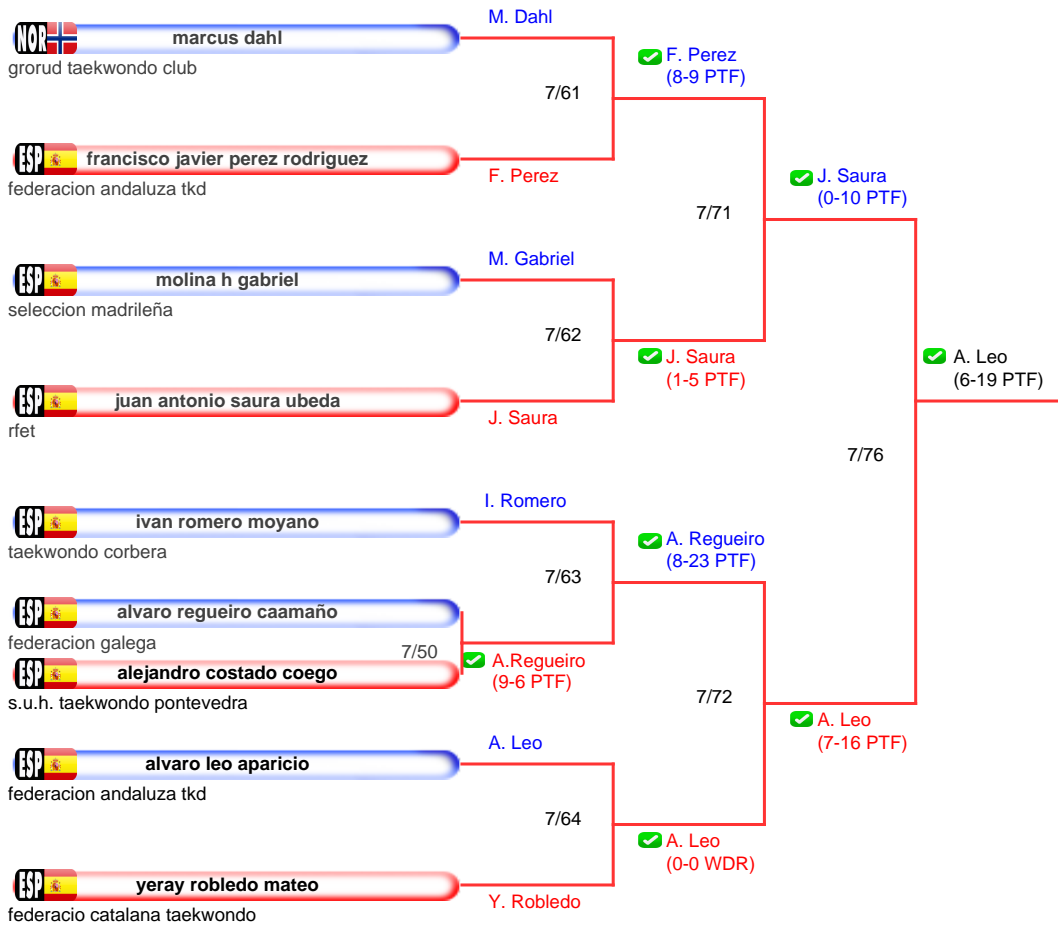 M. Dahl
NOR marcus dahl
grorud taekwondo club
F. Perez
(8-9 PTF)
7/61
ESP francisco javier perez rodriguez
federacion andaluza tkd
F. Perez
J. Saura
(0-10 PTF)
7/71
M. Gabriel
ESP molina h gabriel
seleccion madrileña
7/62
J. Saura
(1-5 PTF)
A. Leo
(6-19 PTF)
ESP juan antonio saura ubeda
rfet
J. Saura
7/76
I. Romero
ESP ivan romero moyano
taekwondo corbera
A. Regueiro
(8-23 PTF)
7/63
ESP alvaro regueiro caamaño
federacion galega
7/50
A.Regueiro
(9-6 PTF)
ESP alejandro costado coego
s.u.h. taekwondo pontevedra
7/72
A. Leo
(7-16 PTF)
A. Leo
ESP alvaro leo aparicio
federacion andaluza tkd
7/64
A. Leo
(0-0 WDR)
ESP yeray robledo mateo
federacio catalana taekwondo
Y. Robledo